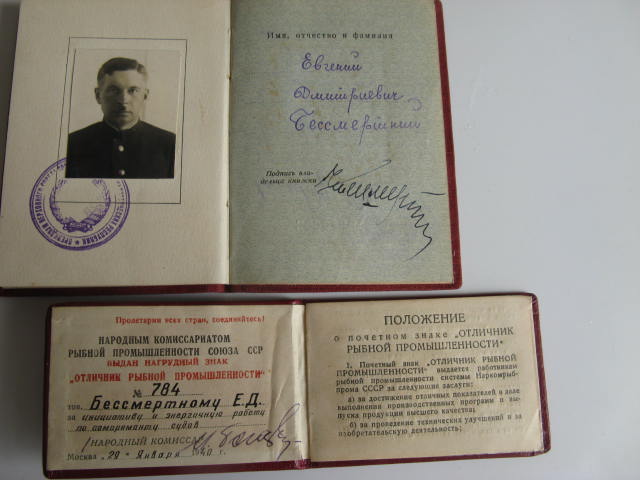 Имя, отчество и фамилия
Евгений
Дмитриевич
Бессмертный
Подпись вла-
дельца книжки
Пролетарии всех стран, соединяйтесь!
НАРОДНЫМ КОМИССАРИАТОМ
РЫБНОЙ ПРОМЫШЛЕННОСТИ СОЮЗА ССР
ВЫДАН НАГРУДНЫЙ ЗНАК
„ОТЛИЧНИК РЫБНОЙ ПРОМЫШЛЕННОСТИ"
№ 784
тов. Бессмертному Е.Д.
за инициативу и энергичную работу
по саморемонту судов
НАРОДНЫЙ КОМИССАР
Москва „29" Января 1940 г.
ПОЛОЖЕНИЕ
о почетном знаке „ОТЛИЧНИК
РЫБНОЙ ПРОМЫШЛЕННОСТИ"
1. Почетный знак „ОТЛИЧНИК РЫБНОЙ
ПРОМЫШЛЕННОСТИ" выдается работникам
рыбной промышленности системы Наркомрыб-
прома СССР за следующие заслуги:
а) за достижение отличных показателей в деле
выполнения производственных программ и вы-
пуска продукции высшего качества;
б) за проведение технических улучшений и за
изобретательскую деятельность;